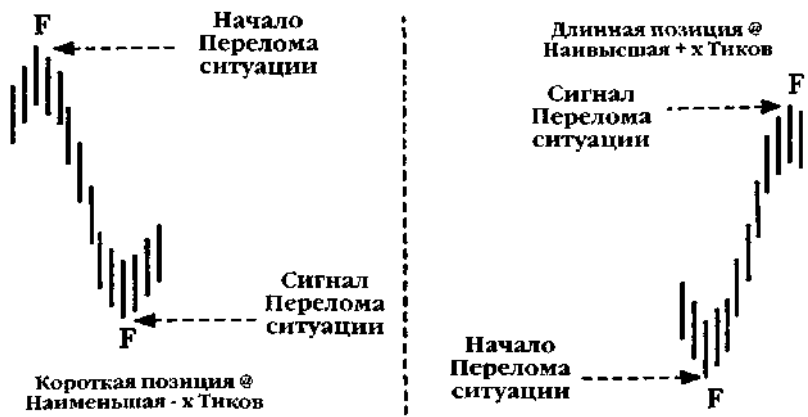 F
Начало
Перелома
ситуации
Сигнал
Перелома
ситуации
F
Короткая позиция @
Наименьшая - х Тиков
Длинная позиция @
Наивысшая + х Тиков
F
Сигнал
Перелома
ситуации
Начало
Перелома
ситуации
F